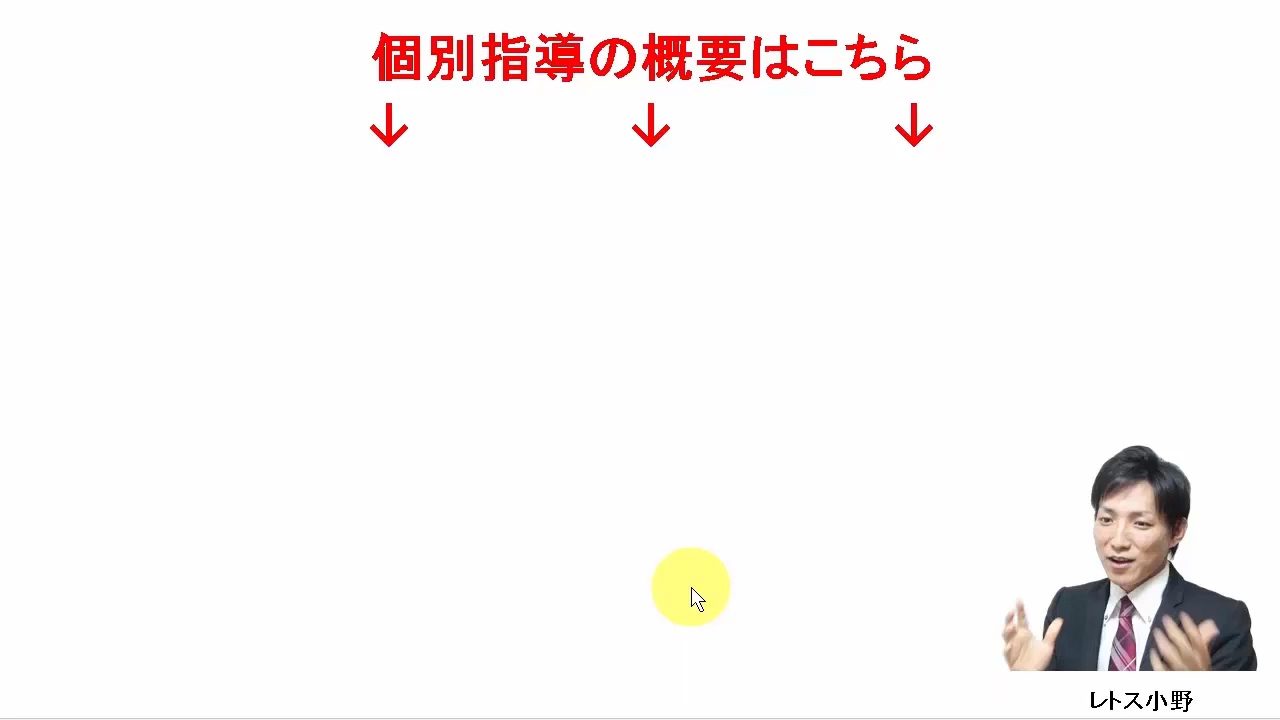 個別指導の概要はこちら
↓ ↓ ↓
レトス小野